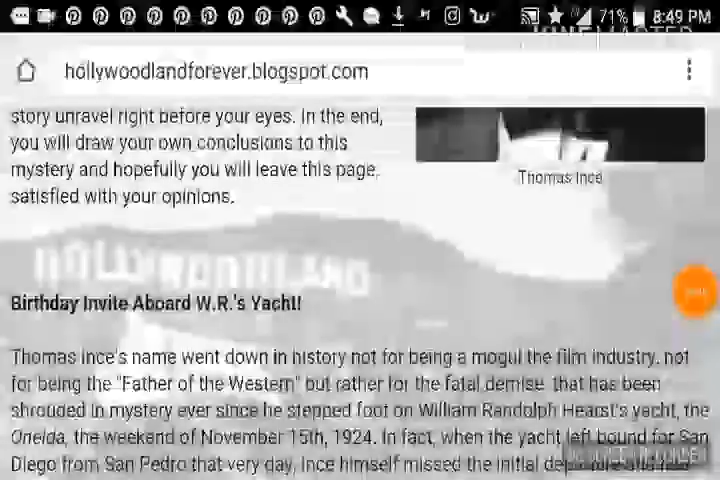 71% 8:49 PM
hollywoodlandforever.blogspot.com
story unravel right before your eyes. In the end,
you will draw your own conclusions to this
mystery and hopefully you will leave this page,
satisfied with your opinions.
Thomas Ince
HOLLYWOODLAND
Birthday Invite Aboard W.R.'s Yacht!
Thomas Ince's name went down in history not for being a mogul the film industry, not
for being the "Father of the Western" but rather for the fatal demise that has been
shrouded in mystery ever since he stepped foot on William Randolph Hearst's yacht, the
Oneida, the weekend of November 15th, 1924. In fact, when the yacht left bound for San
Diego from San Pedro that very day, Ince himself missed the initial